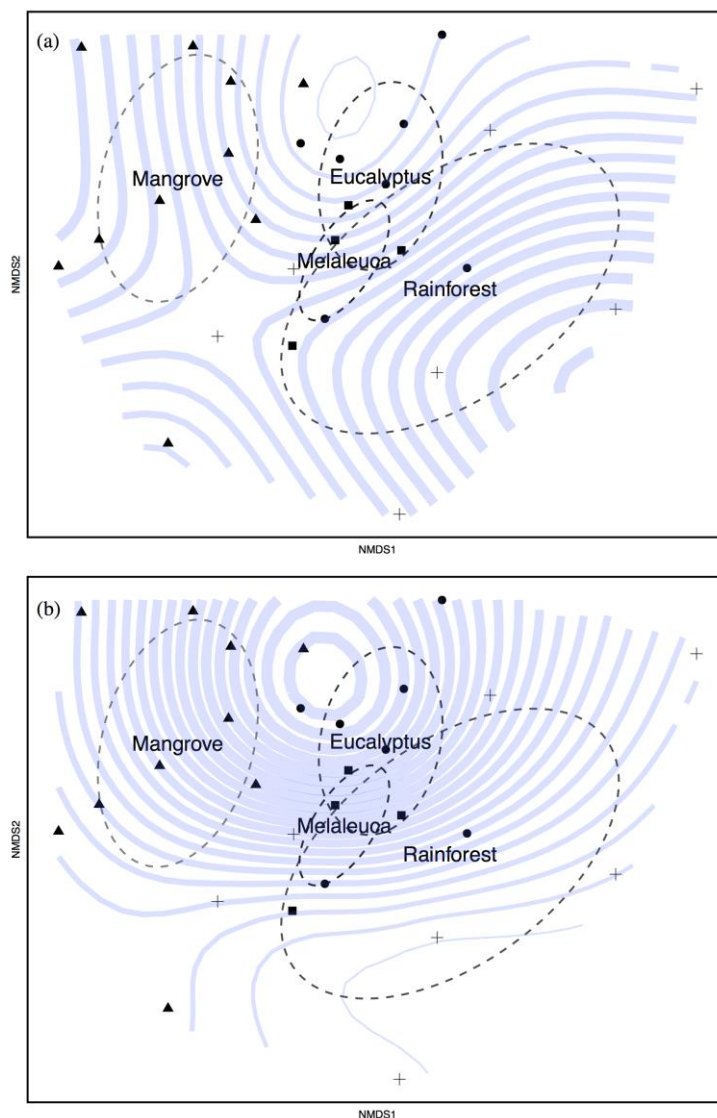 (a)
Mangrove
Eucalyptus
Melaleuca
Rainforest
NMDS2
NMDS1
(b)
Mangrove
Eucalyptus
Melaleuca
Rainforest
NMDS2
NMDS1